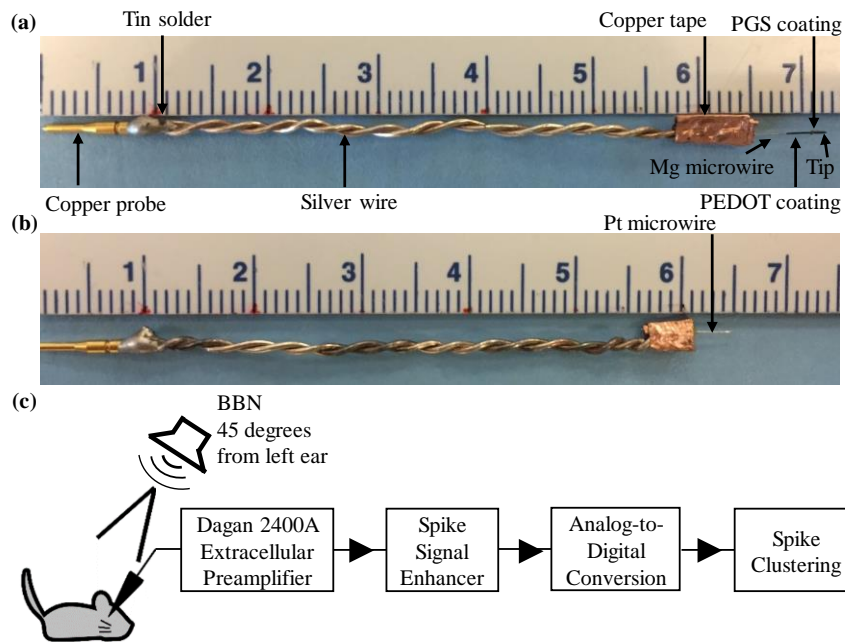 (a)
Tin solder
Copper tape
PGS coating
1 2 3 4 5 6 7
Copper probe
Silver wire
Mg microwire
Tip
PEDOT coating
(b)
Pt microwire
1 2 3 4 5 6 7
(c)
BBN
45 degrees
from left ear
Dagan 2400A
Extracellular
Preamplifier
Spike
Signal
Enhancer
Analog-to-
Digital
Conversion
Spike
Clustering